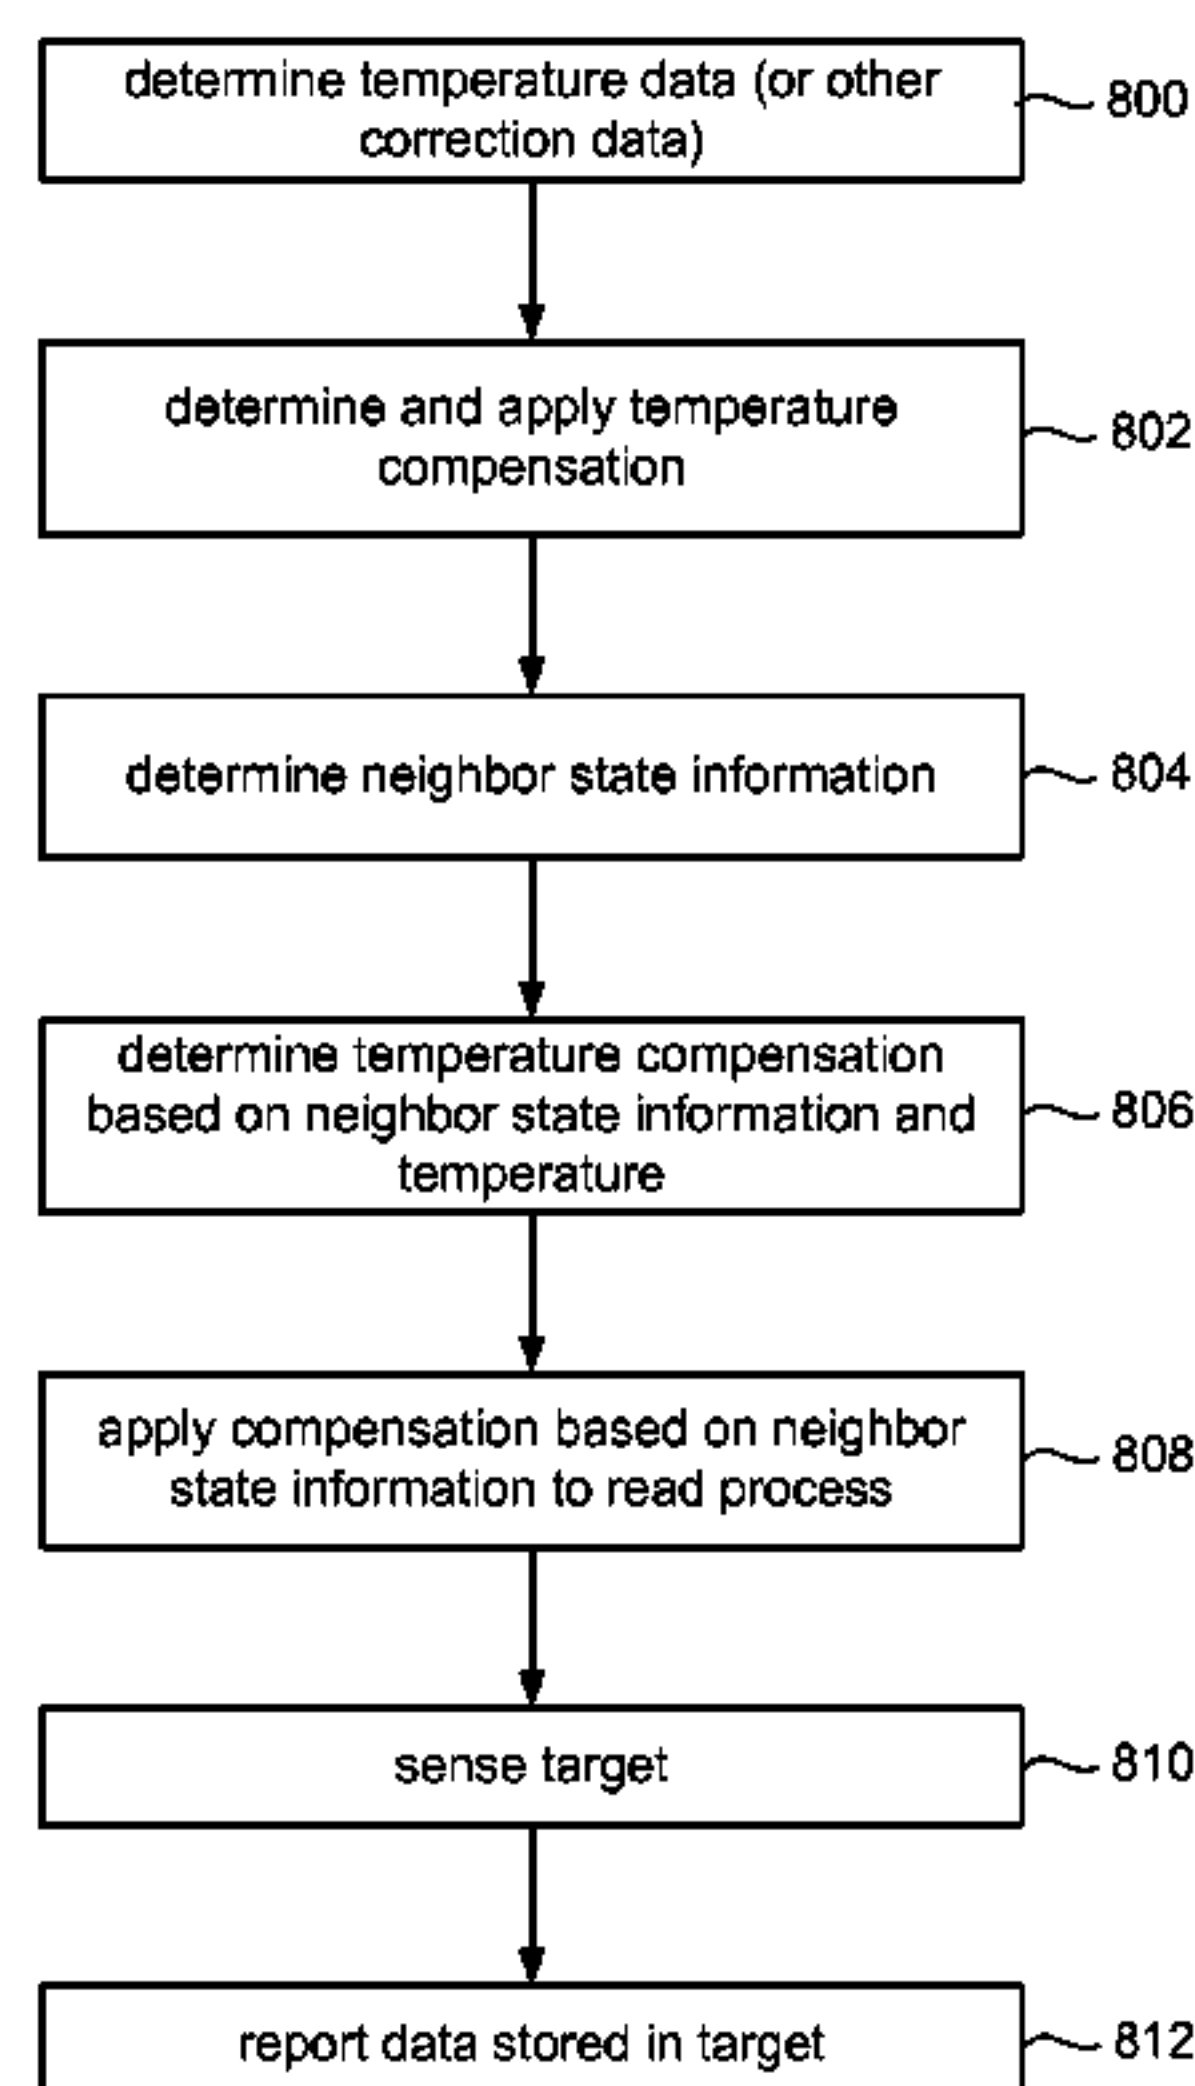 determine temperature data (or other
correction data)
800
determine and apply temperature
compensation
802
determine neighbor state information
804
determine temperature compensation
based on neighbor state information and
temperature
806
apply compensation based on neighbor
state information to read process
808
sense target
810
report data stored in target
812